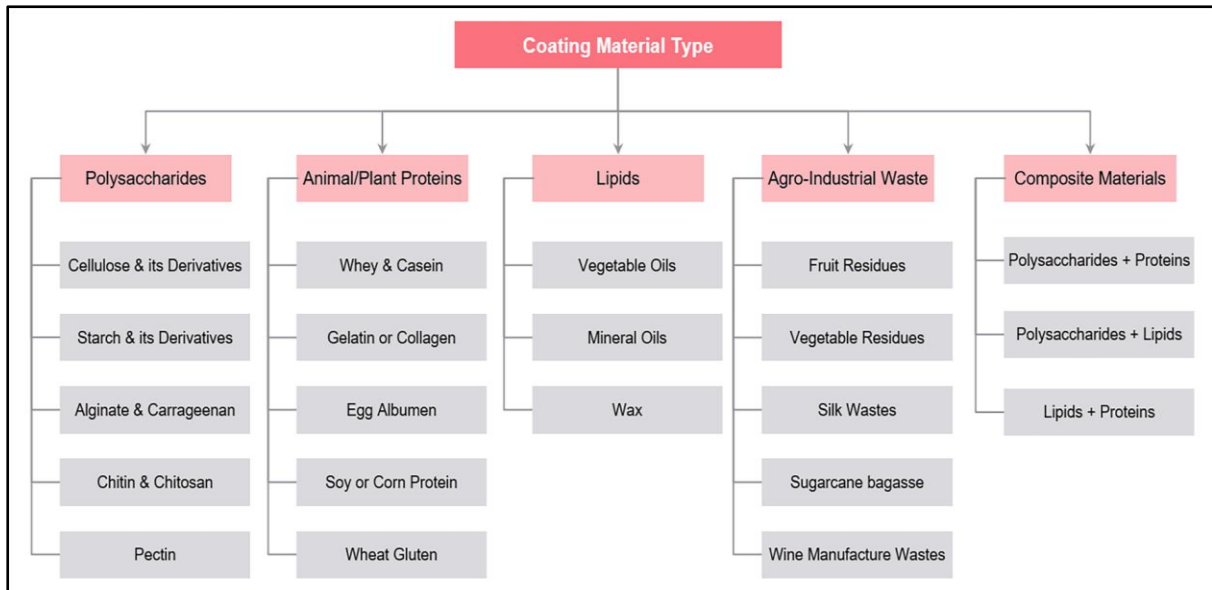 Coating Material Type
Polysaccharides
Cellulose & its Derivatives
Starch & its Derivatives
Alginate & Carrageenan
Chitin & Chitosan
Pectin
Animal/Plant Proteins
Whey & Casein
Gelatin or Collagen
Egg Albumen
Soy or Corn Protein
Wheat Gluten
Lipids
Vegetable Oils
Mineral Oils
Wax
Agro-Industrial Waste
Fruit Residues
Vegetable Residues
Silk Wastes
Sugarcane bagasse
Wine Manufacture Wastes
Composite Materials
Polysaccharides + Proteins
Polysaccharides + Lipids
Lipids + Proteins